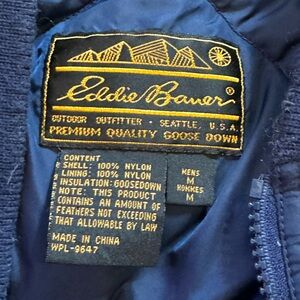 Eddie Bauer®
OUTDOOR OUTFITTER · SEATTLE, U.S.A.
PREMIUM QUALITY GOOSE DOWN
CONTENT
SHELL: 100% NYLON
LINING: 100% NYLON
INSULATION: GOOSEDOWN
NOTE: THIS PRODUCT
CONTAINS AN AMOUNT OF
FEATHERS NOT EXCEEDING
THAT ALLOWABLE BY LAW
MADE IN CHINA
WPL-9647
MENS
M
HOMMES
M